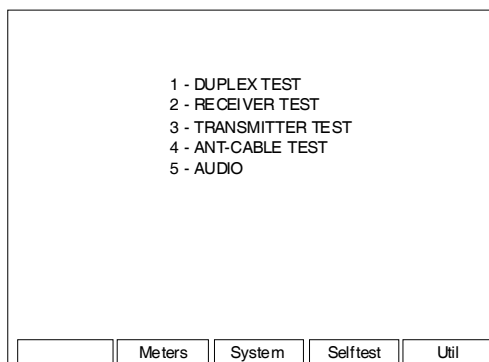 1 - DUPLEX TEST
2 - RECEIVER TEST
3 - TRANSMITTER TEST
4 - ANT-CABLE TEST
5 - AUDIO
Meters System Selftest Util